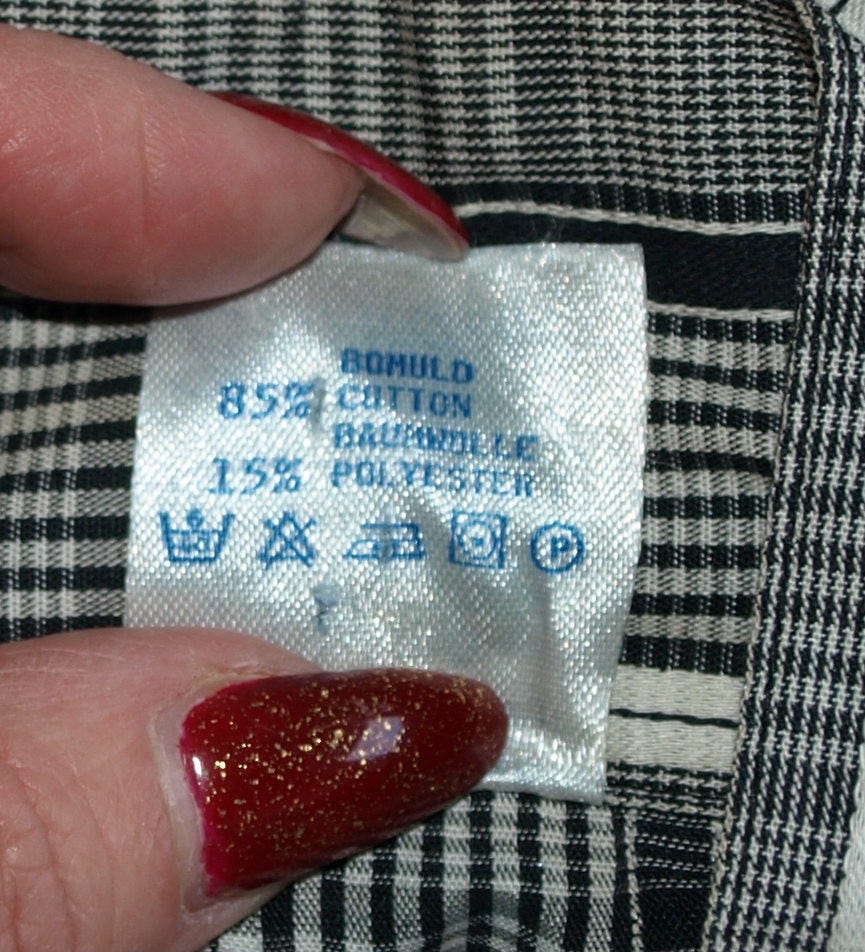 BOMULD
85% COTTON
BAUMWOLLE
15% POLYESTER
P